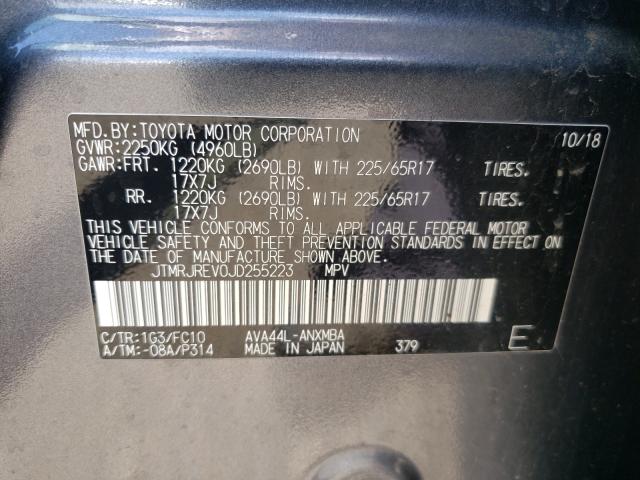 MFD.BY:TOYOTA MOTOR CORPORATION 10/18
GVWR:2250KG (4960LB)
GAWR:FRT. 1220KG (2690LB) WITH 225/65R17 TIRES.
17X7J RIMS.
RR. 1220KG (2690LB) WITH 225/65R17 TIRES.
17X7J RIMS.
THIS VEHICLE CONFORMS TO ALL APPLICABLE FEDERAL MOTOR
VEHICLE SAFETY AND THEFT PREVENTION STANDARDS IN EFFECT ON
THE DATE OF MANUFACTURE SHOWN ABOVE.
JTMRJREV0JD255223 MPV
C/TR:1G3/FC10 AVA44L-ANXMBA
A/TM:-08A/P314 MADE IN JAPAN 379 E